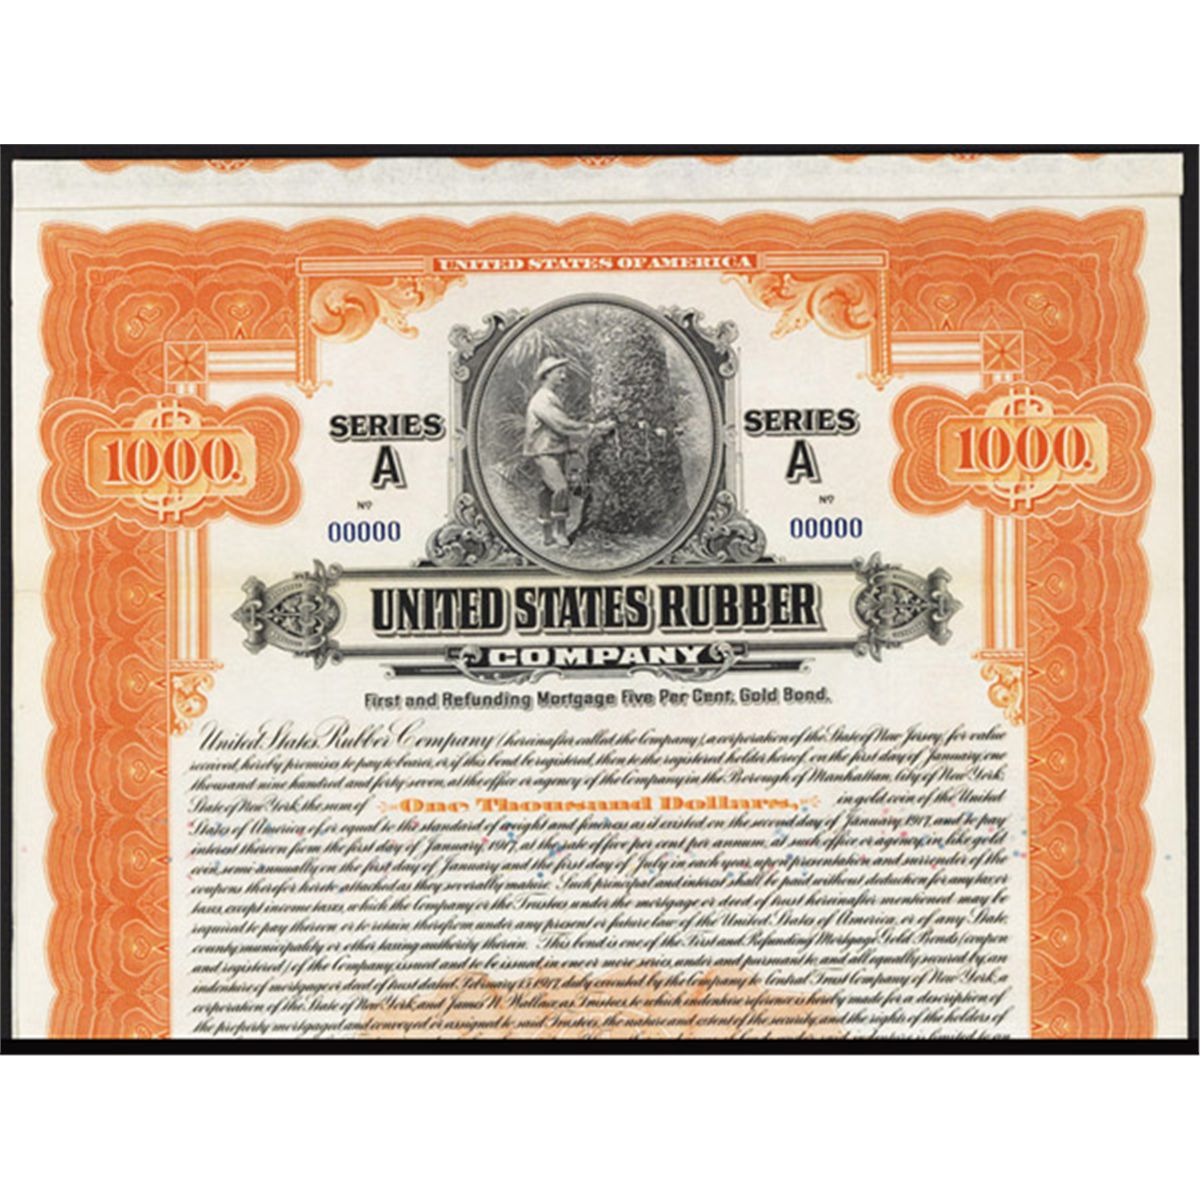 UNITED STATES OF AMERICA
1000.
1000.
SERIES
A
Nº
00000
SERIES
A
Nº
00000
UNITED STATES RUBBER
COMPANY
First and Refunding Mortgage Five Per Cent, Gold Bond.
United States Rubber Company (hereinafter called the Company), a corporation of the State of New Jersey, for value
received, hereby promises to pay to bearer, or if this bond be registered, then to the registered holder hereof, on the first day of January, one
thousand nine hundred and forty-seven, at the office or agency of the Company in the Borough of Manhattan, City of New York
State of New York, the sum of One Thousand Dollars, in gold coin of the United
States of America of, or equal to the standard of weight and fineness as it existed on the second day of January 1917, and to pay
interest thereon from the first day of January 1917, at the rate of five per cent per annum, at such office or agency, in like gold
coin, semi-annually on the first day of January and the first day of July in each year, upon presentation and surrender of the
coupons therefor hereto attached as they severally mature. Such principal and interest shall be paid without deduction for any tax or
taxes, except income taxes, which the Company or the Trustees under the mortgage or deed of trust hereinafter mentioned may be
required to pay thereon or to retain therefrom under any present or future law of the United States of America, or of any State
county, municipality or other taxing authority therein. This bond is one of the First and Refunding Mortgage Gold Bonds (coupon
and registered) of the Company, issued and to be issued in one or more series, under and pursuant to, and all equally secured by, an
indenture of mortgage or deed of trust dated, February 15, 1917, duly executed by the Company to Central Trust Company of New York, a
corporation of the State of New York, and James N. Wallace as Trustees, to which indenture reference is hereby made for a description of
the property mortgaged and conveyed or assigned to said Trustees, the nature and extent of the security, and the rights of the holders of